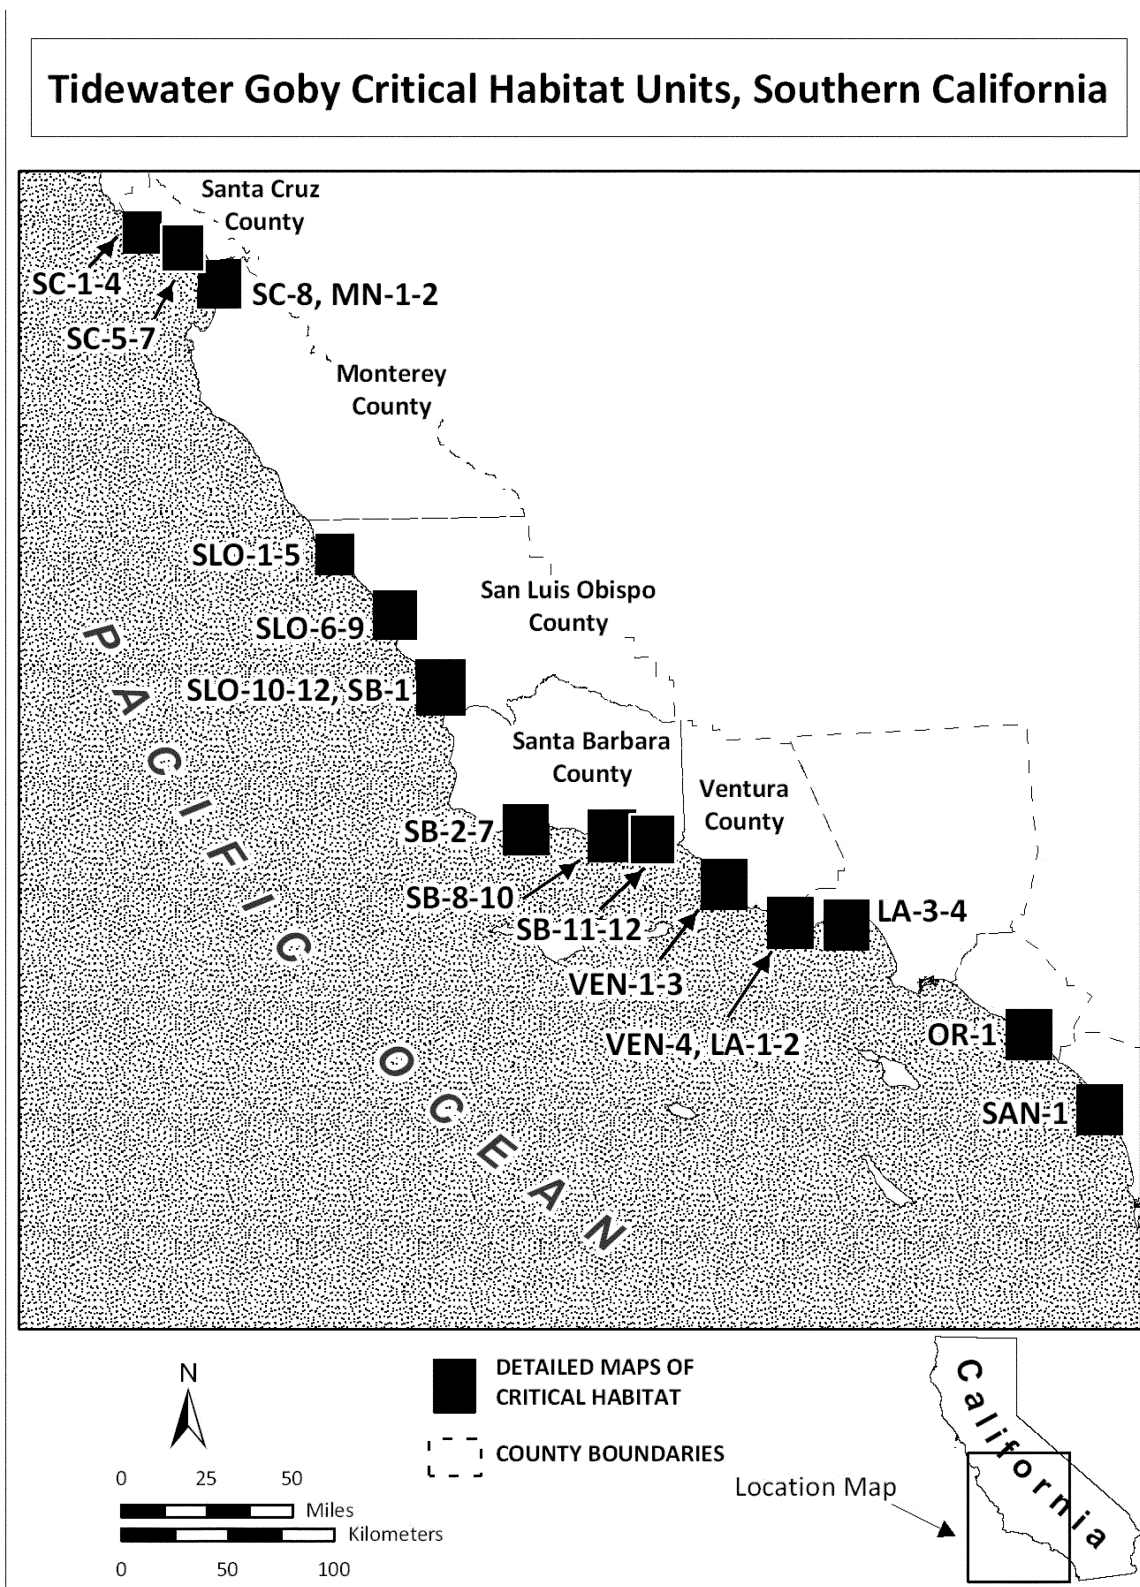 Tidewater Goby Critical Habitat Units, Southern California
Santa Cruz
County
SC-1-4
SC-5-7
SC-8, MN-1-2
Monterey
County
SLO-1-5
San Luis Obispo
County
SLO-6-9
SLO-10-12, SB-1
Santa Barbara
County
Ventura
County
SB-2-7
SB-8-10
SB-11-12
LA-3-4
VEN-1-3
VEN-4, LA-1-2
OR-1
SAN-1
PACIFIC
OCEAN
N
0 25 50
Miles
Kilometers
0 50 100
DETAILED MAPS OF
CRITICAL HABITAT
COUNTY BOUNDARIES
Location Map
California